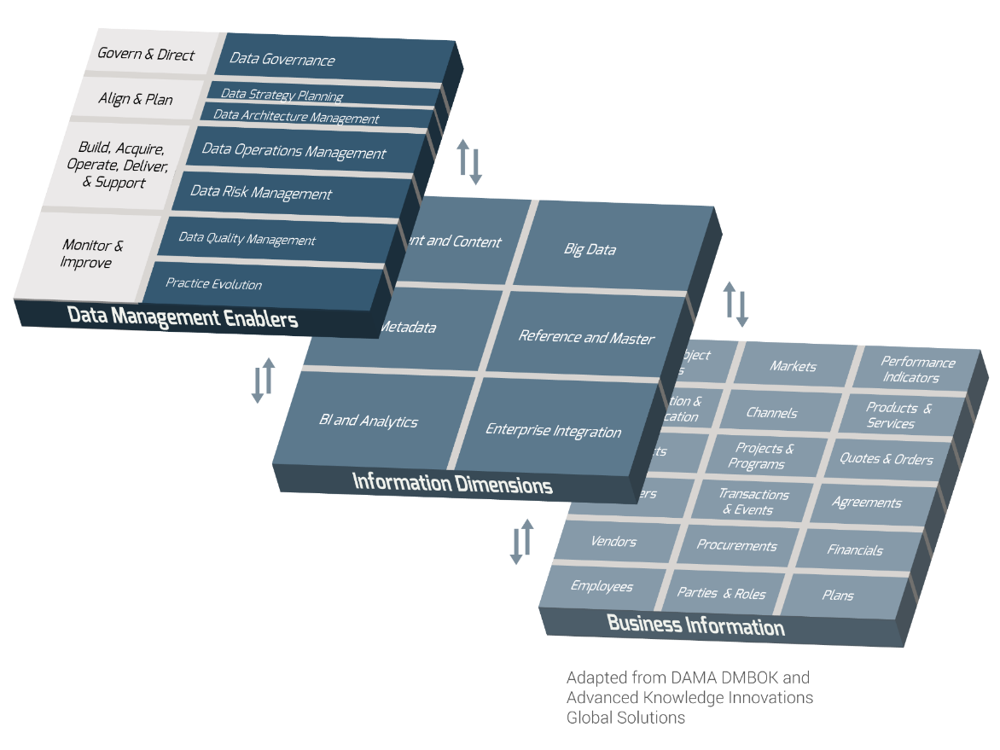 Govern & Direct
Data Governance
Align & Plan
Data Strategy Planning
Data Architecture Management
Build, Acquire,
Operate, Deliver,
& Support
Data Operations Management
Data Risk Management
Monitor &
Improve
Data Quality Management
Practice Evolution
Data Management Enablers
and Content
Big Data
Metadata
Reference and Master
BI and Analytics
Enterprise Integration
Information Dimensions
Markets
Performance
Indicators
&
Channels
Products &
Services
Projects &
Programs
Quotes & Orders
Transactions
& Events
Agreements
Vendors
Procurements
Financials
Employees
Parties & Roles
Plans
Business Information
Adapted from DAMA DMBOK and
Advanced Knowledge Innovations
Global Solutions